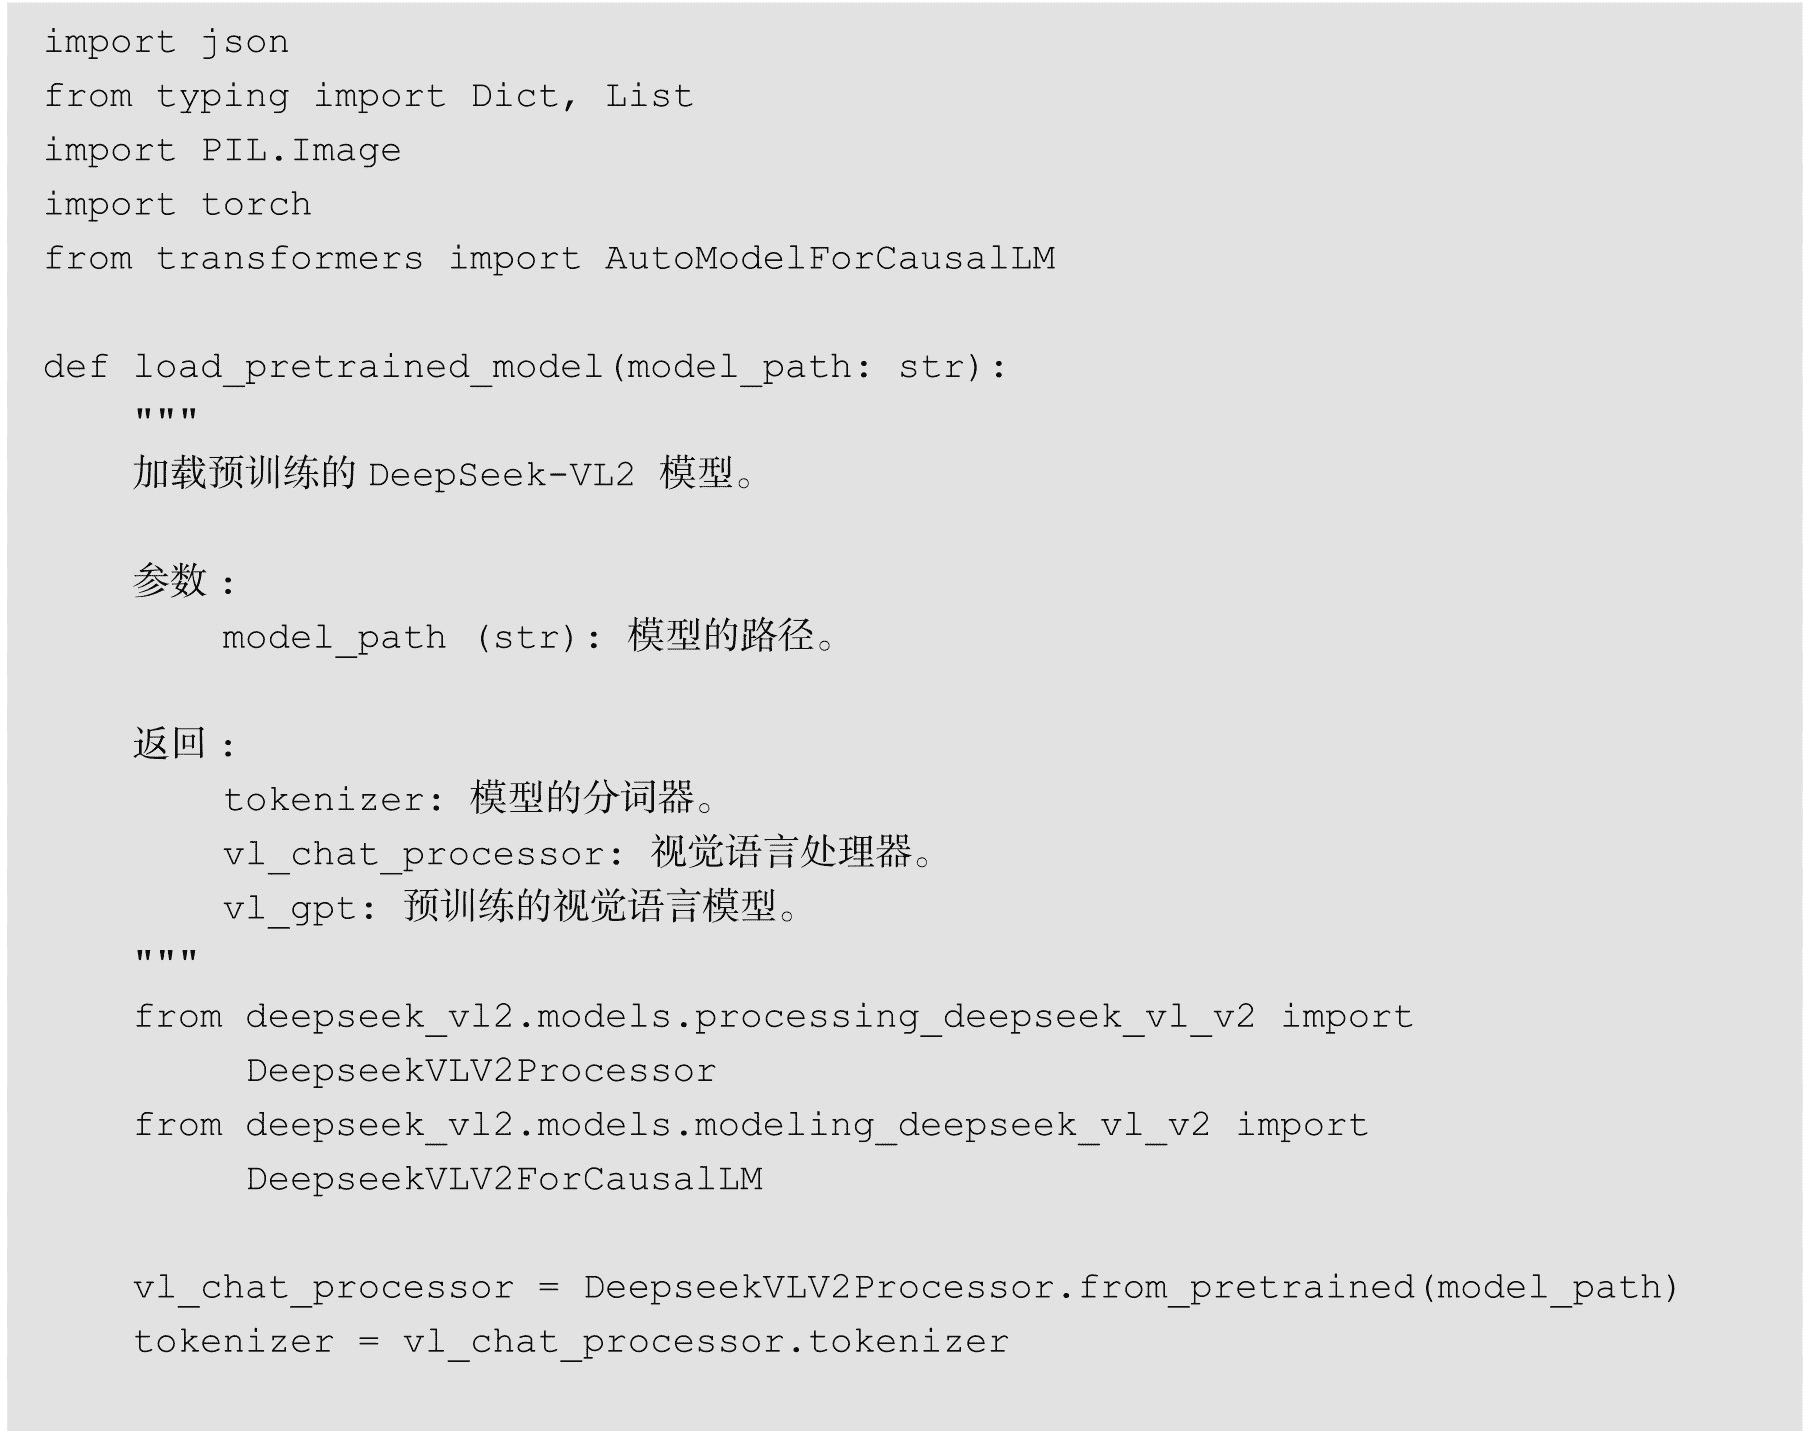 import json
from typing import Dict, List
import PIL.Image
import torch
from transformers import AutoModelForCausalLM

def load_pretrained_model(model_path: str):
    """
    加载预训练的 DeepSeek-VL2 模型。

    参数：
        model_path (str): 模型的路径。

    返回：
        tokenizer: 模型的分词器。
        vl_chat_processor: 视觉语言处理器。
        vl_gpt: 预训练的视觉语言模型。
    """
    from deepseek_vl2.models.processing_deepseek_vl_v2 import
         DeepseekVLV2Processor
    from deepseek_vl2.models.modeling_deepseek_vl_v2 import
         DeepseekVLV2ForCausalLM

    vl_chat_processor = DeepseekVLV2Processor.from_pretrained(model_path)
    tokenizer = vl_chat_processor.tokenizer